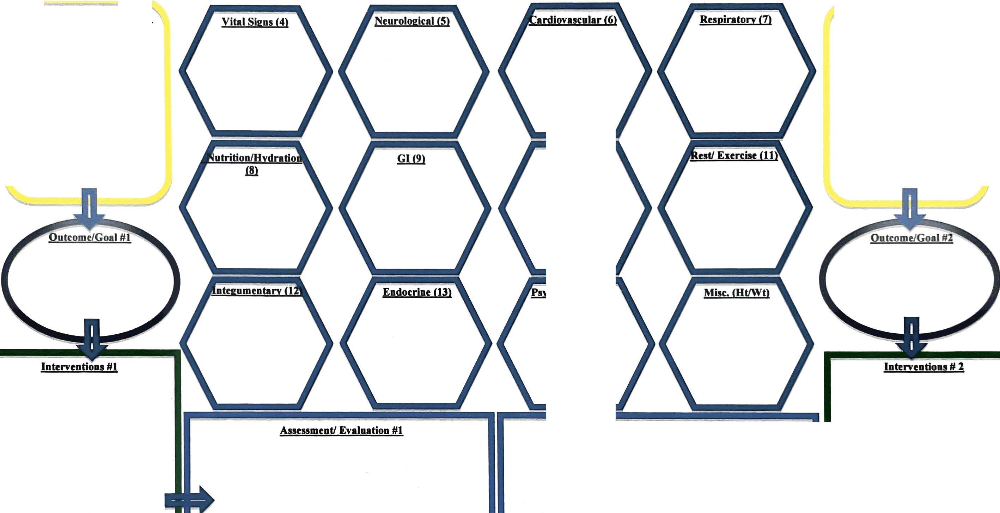 Vital Signs (4)
Neurological (5)
Cardiovascular (6)
Respiratory (7)
Nutrition/Hydration
(8)
GI (9)
Rest/ Exercise (11)
Outcome/Goal #1
Outcome/Goal #2
Integumentary (12)
Endocrine (13)
Psy
Misc. (Ht/Wt)
Interventions #1
Interventions # 2
Assessment/ Evaluation #1